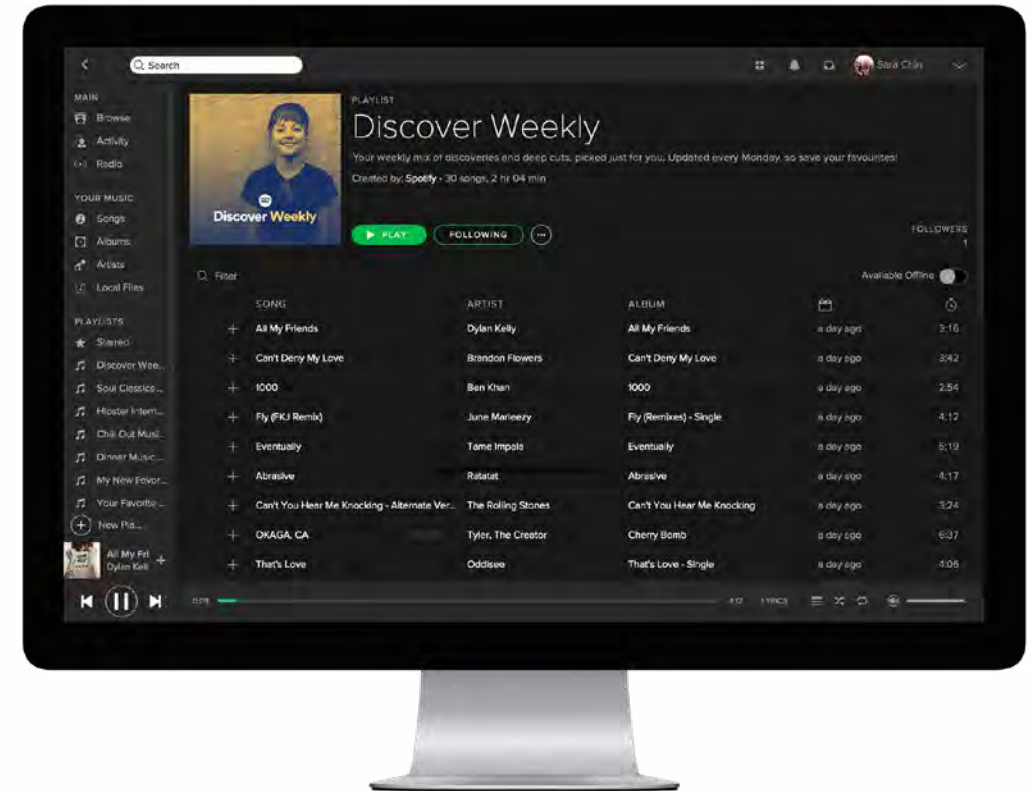 Search
Sara Chin
MAIN
Browse
Activity
Radio
YOUR MUSIC
Songs
Albums
Artists
Local Files
PLAYLISTS
Starred
Discover Wee...
Soul Classics ...
Hipster Intern...
Chill Out Musi...
Dinner Music ...
My New Favor...
Your Favorite ...
New Pla...
All My Fri
Dylan Kell
Discover Weekly
PLAYLIST
Discover Weekly
Your weekly mix of discoveries and deep cuts, picked just for you. Updated every Monday, so save your favourites!
Created by: Spotify • 30 songs, 2 hr 04 min
PLAY FOLLOWING
FOLLOWERS
1
Filter Available Offline
SONG ARTIST ALBUM
All My Friends Dylan Kelly All My Friends a day ago 3:16
Can't Deny My Love Brandon Flowers Can't Deny My Love a day ago 3:42
1000 Ben Khan 1000 a day ago 2:54
Fly (FKJ Remix) June Marieezy Fly (Remixes) - Single a day ago 4:12
Eventually Tame Impala Eventually a day ago 5:19
Abrasive Ratatat Abrasive a day ago 4:17
Can't You Hear Me Knocking - Alternate Ver... The Rolling Stones Can't You Hear Me Knocking a day ago 3:24
OKAGA, CA Tyler, The Creator Cherry Bomb a day ago 6:37
That's Love Oddisee That's Love - Single a day ago 4:06
LYRICS